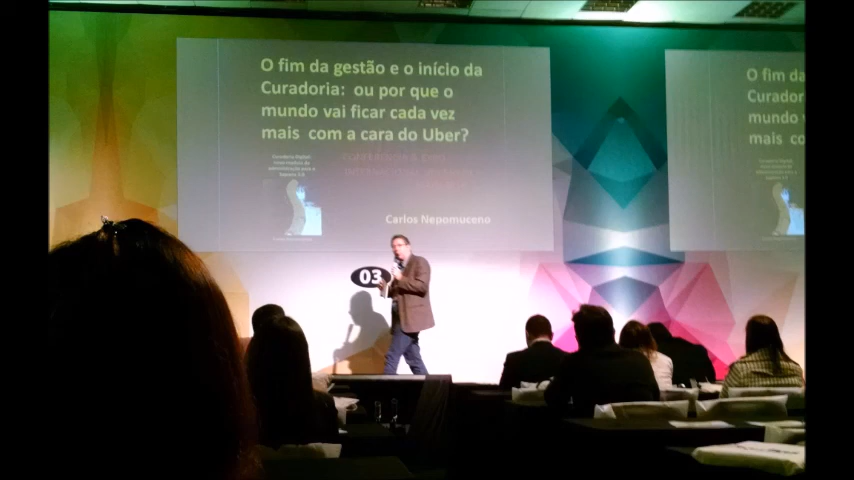 O fim da gestão e o início da
Curadoria: ou por que o
mundo vai ficar cada vez
mais com a cara do Uber?
Carlos Nepomuceno
03
O fim da
Curador
mundo
mais co